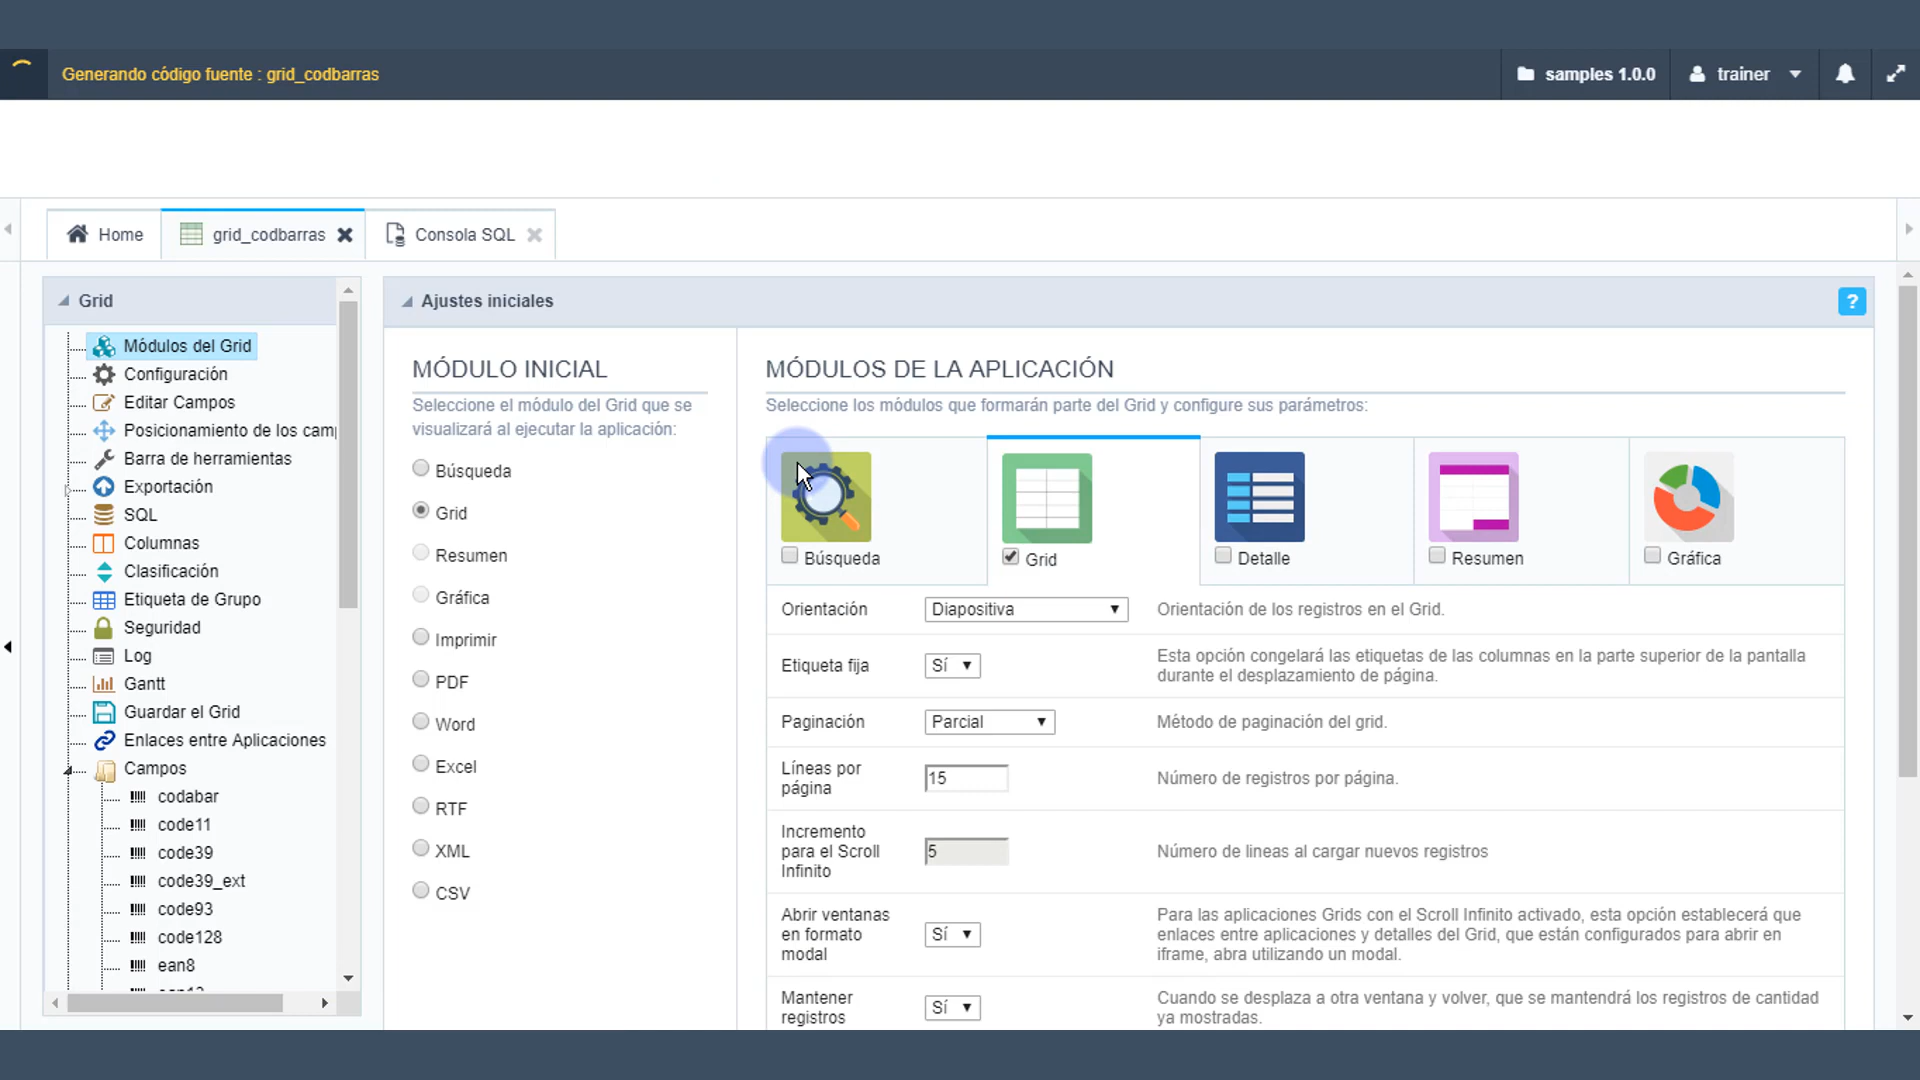 Generando código fuente : grid_codbarras
samples 1.0.0
trainer
Home
grid_codbarras
Consola SQL
Grid
Módulos del Grid
Configuración
Editar Campos
Posicionamiento de los cam
Barra de herramientas
Exportación
SQL
Columnas
Clasificación
Etiqueta de Grupo
Seguridad
Log
Gantt
Guardar el Grid
Enlaces entre Aplicaciones
Campos
codabar
code11
code39
code39_ext
code93
code128
ean8
Ajustes iniciales
?
MÓDULO INICIAL
Seleccione el módulo del Grid que se
visualizará al ejecutar la aplicación:
Búsqueda
Grid
Resumen
Gráfica
Imprimir
PDF
Word
Excel
RTF
XML
CSV
MÓDULOS DE LA APLICACIÓN
Seleccione los módulos que formarán parte del Grid y configure sus parámetros:
Búsqueda
Grid
Detalle
Resumen
Gráfica
Orientación
Diapositiva
Orientación de los registros en el Grid.
Etiqueta fija
Sí
Esta opción congelará las etiquetas de las columnas en la parte superior de la pantalla
durante el desplazamiento de página.
Paginación
Parcial
Método de paginación del grid.
Líneas por
página
15
Número de registros por página.
Incremento
para el Scroll
Infinito
5
Número de lineas al cargar nuevos registros
Abrir ventanas
en formato
modal
Sí
Para las aplicaciones Grids con el Scroll Infinito activado, esta opción establecerá que
enlaces entre aplicaciones y detalles del Grid, que están configurados para abrir en
iframe, abra utilizando un modal.
Mantener
registros
Sí
Cuando se desplaza a otra ventana y volver, que se mantendrá los registros de cantidad
ya mostradas.